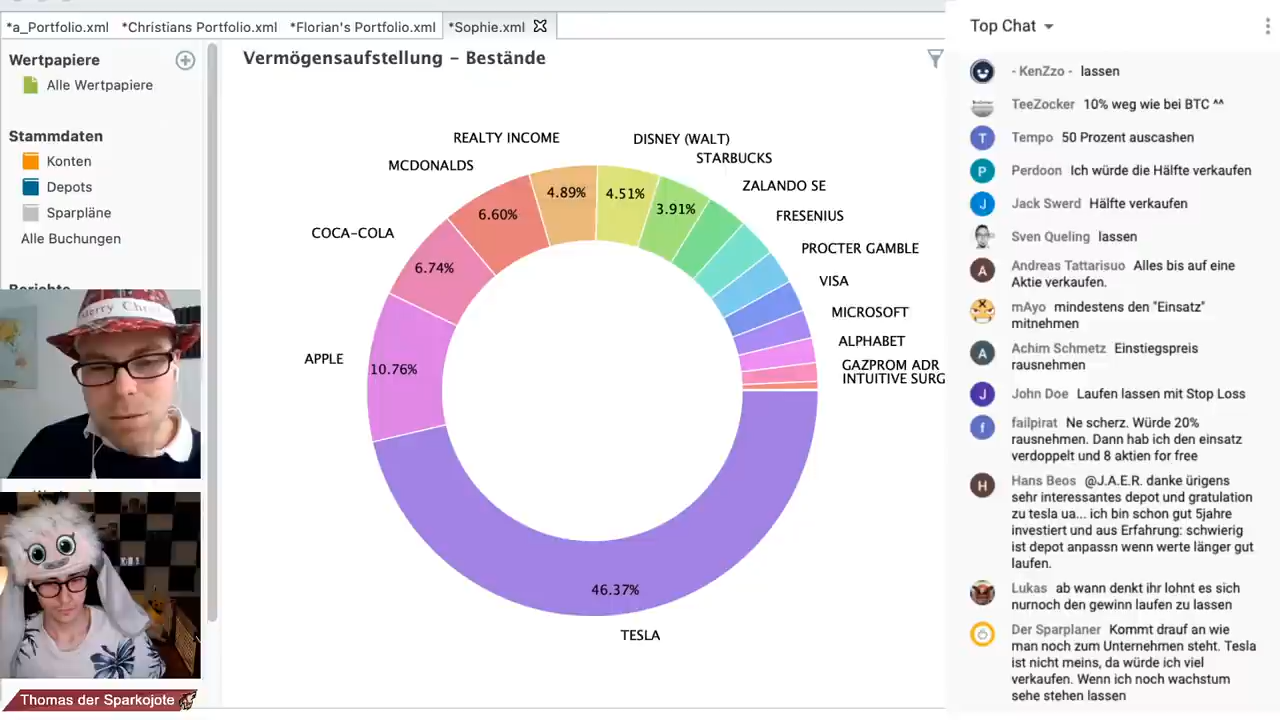 *a_Portfolio.xml *Christians Portfolio.xml *Florian's Portfolio.xml *Sophie.xml
Wertpapiere
Alle Wertpapiere
Stammdaten
Konten
Depots
Sparpläne
Alle Buchungen
Berichte
Merry Chris
Thomas der Sparkojote
Vermögensaufstellung – Bestände
REALTY INCOME
DISNEY (WALT)
MCDONALDS
STARBUCKS
ZALANDO SE
COCA-COLA
FRESENIUS
PROCTER GAMBLE
VISA
MICROSOFT
ALPHABET
APPLE
GAZPROM ADR
INTUITIVE SURG
4.89%
4.51%
3.91%
6.60%
6.74%
10.76%
46.37%
TESLA
Top Chat
- KenZzo - lassen
TeeZocker 10% weg wie bei BTC ^^
Tempo 50 Prozent auscashen
Perdoon Ich würde die Hälfte verkaufen
Jack Swerd Hälfte verkaufen
Sven Queling lassen
Andreas Tattarisuo Alles bis auf eine
Aktie verkaufen.
mAyo mindestens den "Einsatz"
mitnehmen
Achim Schmetz Einstiegspreis
rausnehmen
John Doe Laufen lassen mit Stop Loss
failpirat Ne scherz. Würde 20%
rausnehmen. Dann hab ich den einsatz
verdoppelt und 8 aktien for free
Hans Beos @J.A.E.R. danke ürigens
sehr interessantes depot und gratulation
zu tesla ua... ich bin schon gut 5jahre
investiert und aus Erfahrung: schwierig
ist depot anpassn wenn werte länger gut
laufen.
Lukas ab wann denkt ihr lohnt es sich
nurnoch den gewinn laufen zu lassen
Der Sparplaner Kommt drauf an wie
man noch zum Unternehmen steht. Tesla
ist nicht meins, da würde ich viel
verkaufen. Wenn ich noch wachstum
sehe stehen lassen